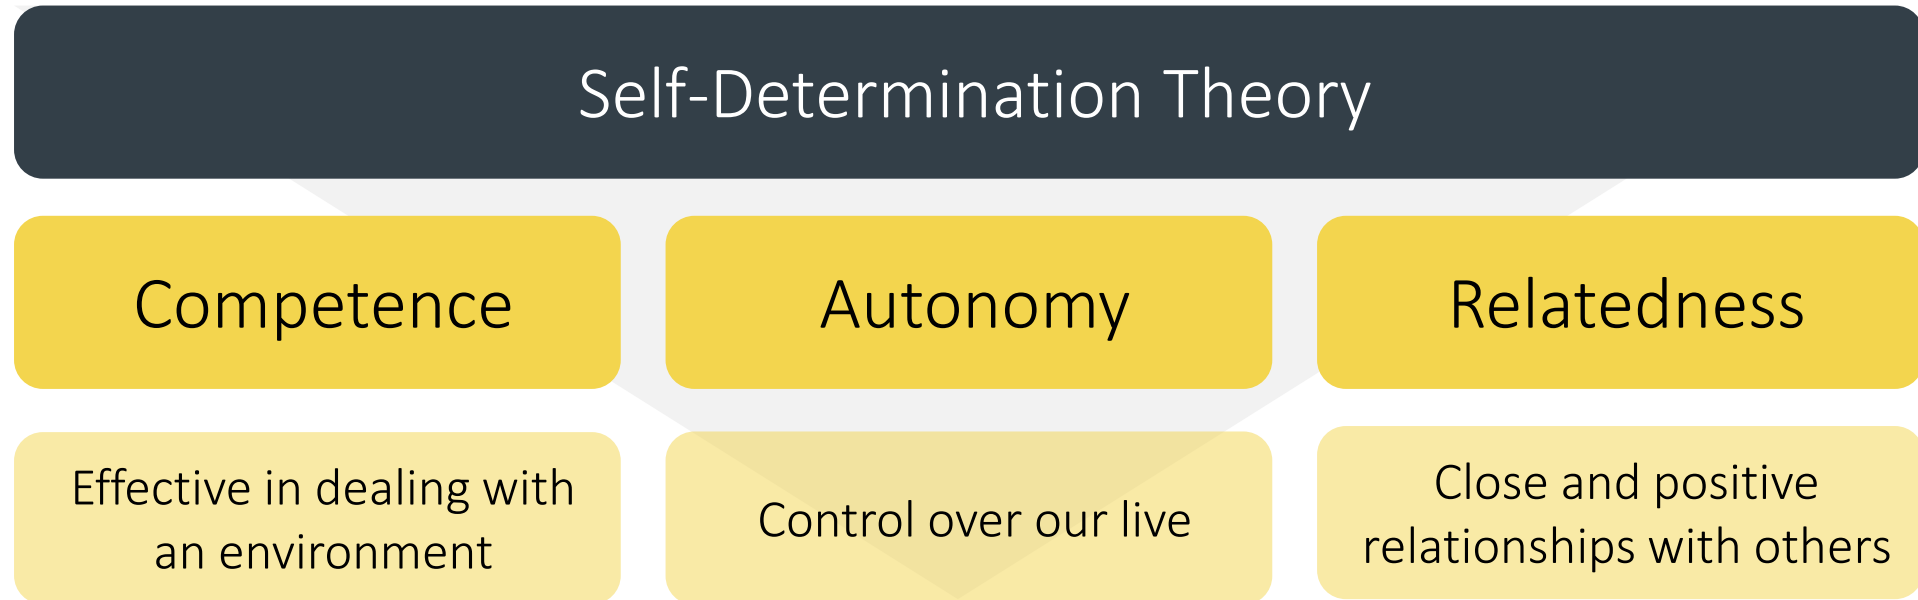 Self-Determination Theory
Competence
Autonomy
Relatedness
Effective in dealing with
an environment
Control over our live
Close and positive
relationships with others